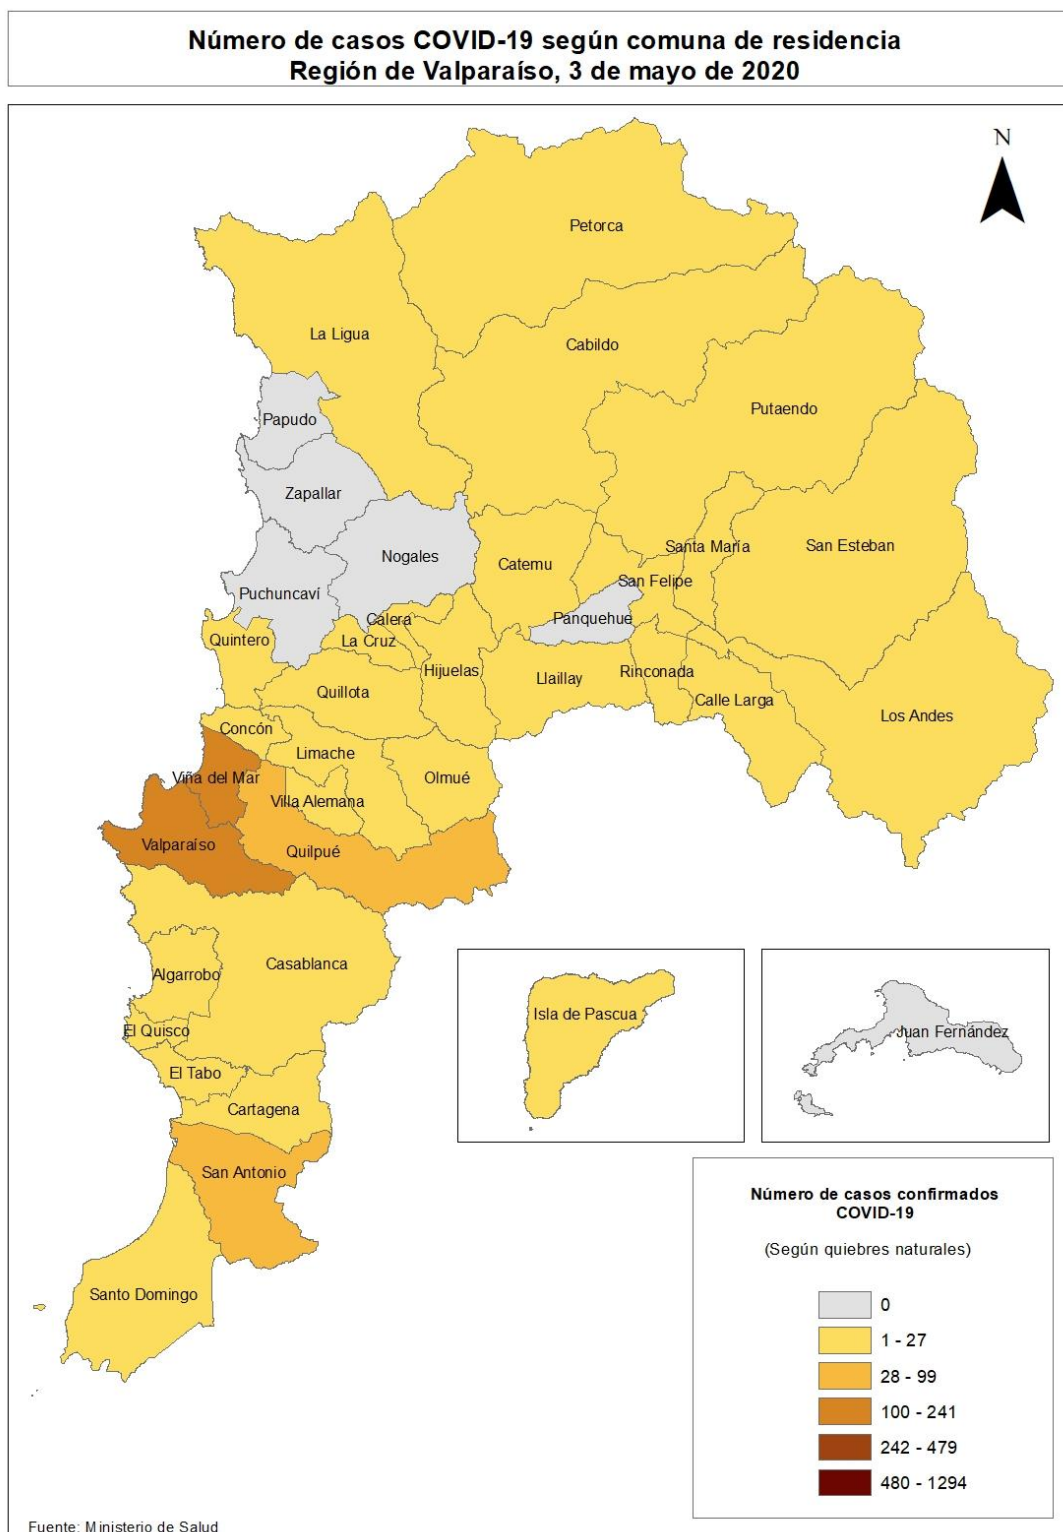 Número de casos COVID-19 según comuna de residencia
Región de Valparaíso, 3 de mayo de 2020
N
Petorca
La Ligua
Cabildo
Putaendo
Papudo
Zapallar
Nogales
Catemu
Santa María
San Esteban
Puchuncaví
San Felipe
Calera
Panquehue
Quintero
La Cruz
Hijuelas
Llaillay
Rinconada
Quillota
Calle Larga
Los Andes
Concón
Limache
Viña del Mar
Olmué
Villa Alemana
Valparaíso
Quilpué
Casablanca
Algarrobo
El Quisco
Isla de Pascua
Juan Fernández
El Tabo
Cartagena
San Antonio
Santo Domingo
Número de casos confirmados
COVID-19
(Según quiebres naturales)
0
1 - 27
28 - 99
100 - 241
242 - 479
480 - 1294
Fuente: Ministerio de Salud